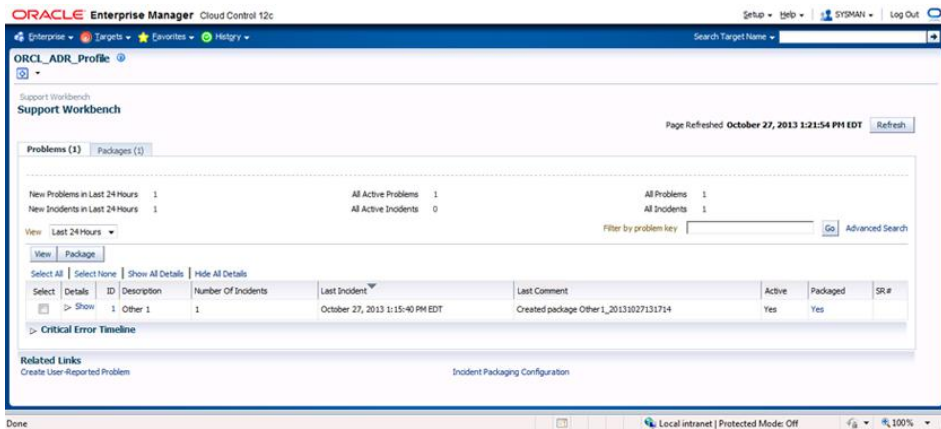 ORACLE Enterprise Manager Cloud Control 12c Setup Help SYSMAN Log Out
Enterprise Targets Favorites History Search Target Name
ORCL_ADR_Profile
Support Workbench
Support Workbench
Page Refreshed October 27, 2013 1:21:54 PM EDT Refresh
Problems (1) Packages (1)
New Problems in Last 24 Hours 1 All Active Problems 1 All Problems 1
New Incidents in Last 24 Hours 1 All Active Incidents 0 All Incidents 1
View Last 24 Hours Filter by problem key Go Advanced Search
View Package
Select All | Select None | Show All Details | Hide All Details
Select Details ID Description Number Of Incidents Last Incident Last Comment Active Packaged SR#
Show 1 Other 1 1 October 27, 2013 1:15:40 PM EDT Created package Other1_20131027131714 Yes Yes
Critical Error Timeline
Related Links
Create User-Reported Problem Incident Packaging Configuration
Done Local intranet | Protected Mode: Off 100%